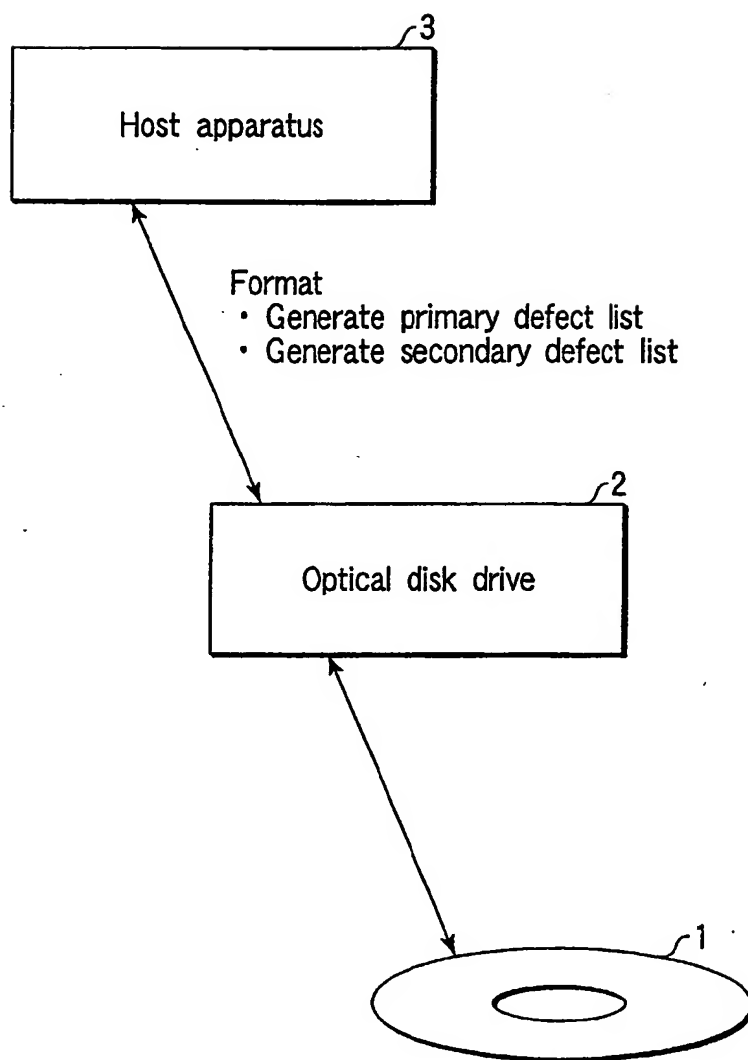 3
Host apparatus
Format
· Generate primary defect list
· Generate secondary defect list
2
Optical disk drive
1